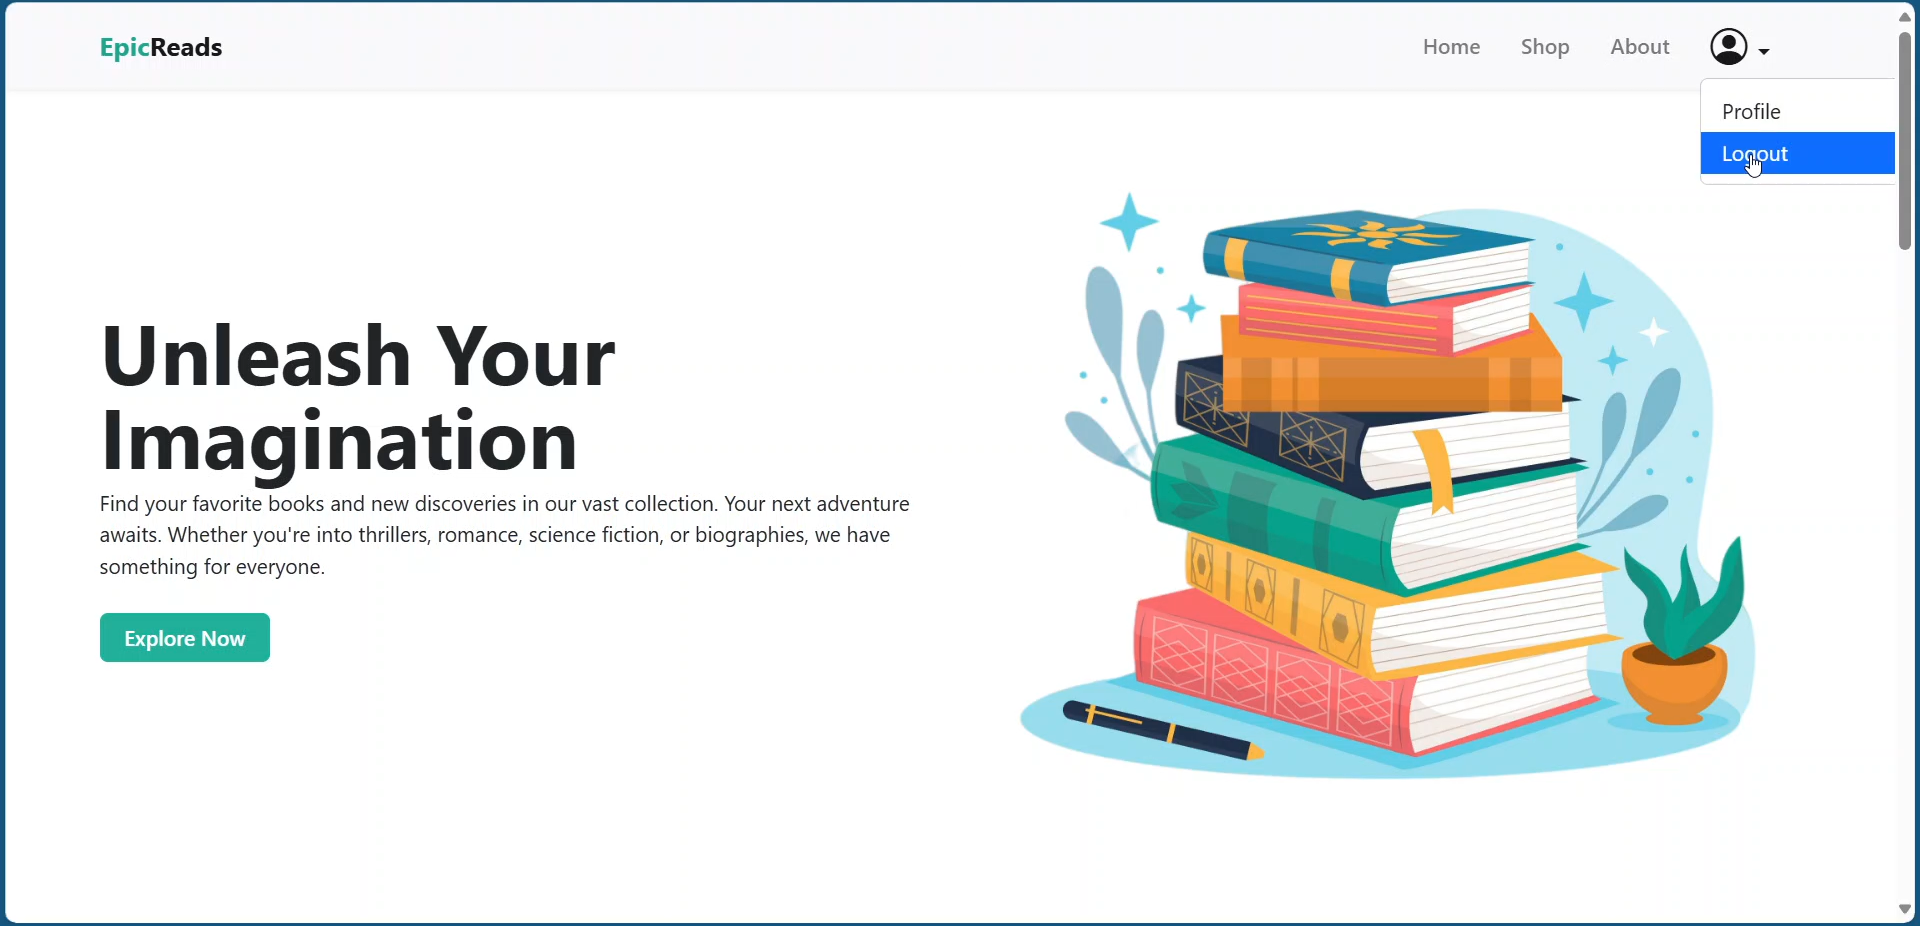 EpicReads
Home Shop About
Profile
Logout
Unleash Your
Imagination
Find your favorite books and new discoveries in our vast collection. Your next adventure
awaits. Whether you're into thrillers, romance, science fiction, or biographies, we have
something for everyone.
Explore Now